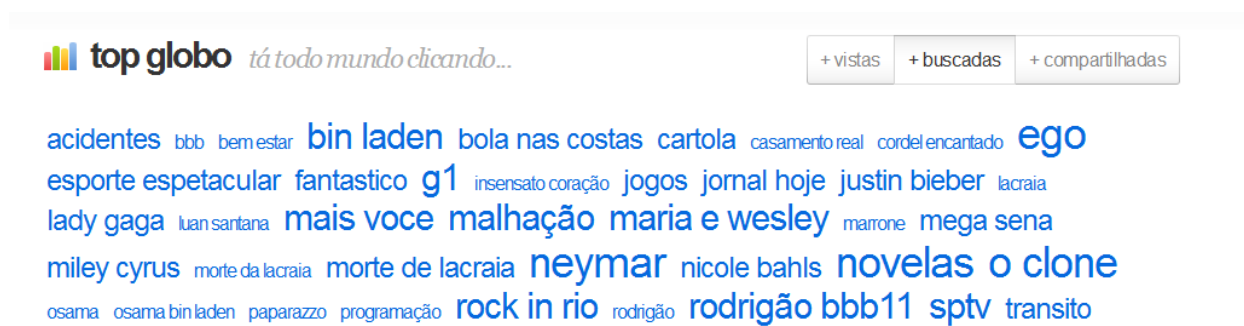 top globo tá todo mundo clicando... + vistas + buscadas + compartilhadas
acidentes bbb bem estar bin laden bola nas costas cartola casamento real cordel encantado ego
esporte espetacular fantastico g1 insensato coração jogos jornal hoje justin bieber lacraia
lady gaga luan santana mais voce malhação maria e wesley marrone mega sena
miley cyrus morte da lacraia morte de lacraia neymar nicole bahls novelas o clone
osama osama bin laden paparazzo programação rock in rio rodrigão rodrigão bbb11 sptv transito